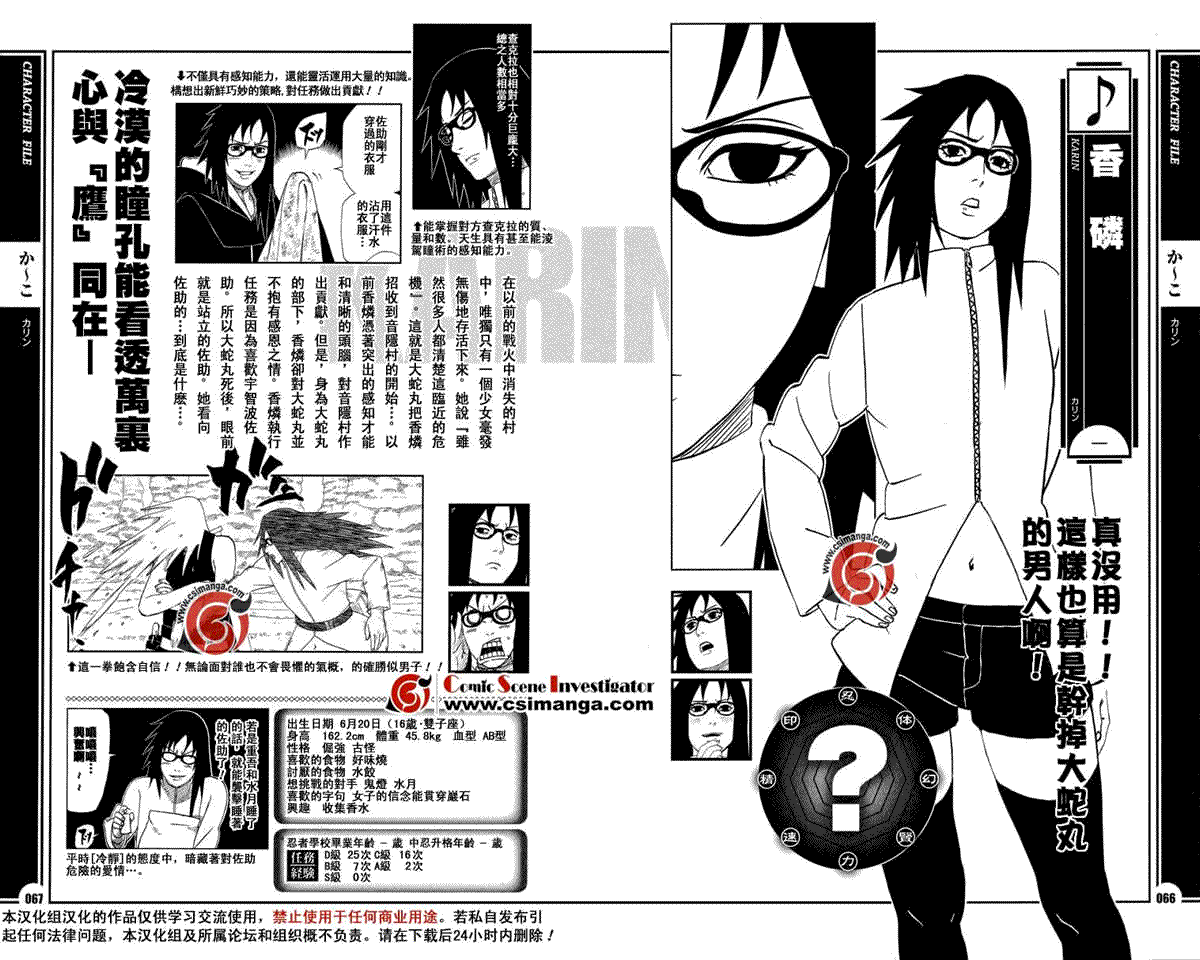 CHARACTER FILE
か～こ
カリン
066
♪
KARIN
香磷
カリン
一
真沒用！！
這樣也算是幹掉大蛇丸
的男人啊！
忍
体
幻
賢
力
速
精
印
?
KARIN
查克拉也相對十分巨龐大…
總之人數相當多
⬆能掌握對方查克拉的質、
量和數、天生具有甚至能淩
駕瞳術的感知能力。
⬇不僅具有感知能力，還能靈活運用大量的知識。
構想出新鮮巧妙的策略,對任務做出貢獻！！
佐助剛才
穿過的衣服
用這件
沾了汗水
的衣服…
冷漠的瞳孔能看透萬裏
心與『鷹』同在─
在以前的戰火中消失的村
中，唯獨只有一個少女毫發
無傷地存活下來。她說『雖
然很多人都清楚這臨近的危
機』。這就是大蛇丸把香燐
招收到音隱村的開始…。以
前香燐憑著突出的感知才能
和清晰的頭腦，對音隱村作
出貢獻。但是，身為大蛇丸
的部下，香燐卻對大蛇丸並
不抱有感恩之情。香燐執行
任務是因為喜歡宇智波佐
助。所以大蛇丸死後，眼前
就是站立的佐助。她看向
佐助的…到底是什麽…。
⬆這一拳飽含自信！！無論面對誰也不會畏懼的氣概，的確勝似男子！！
www.csimanga.com
www.csimanga.com
Comic Scene Investigator
www.csimanga.com
若是重吾和水月睡了
的話，就能襲擊睡著
的佐助了！
嘻嘻嘻…
興奮啊～
平時[冷靜]的態度中，暗藏著對佐助
危險的愛情…。
出生日期 6月20日（16歲·雙子座）
身高 162.2cm 體重 45.8kg 血型 AB型
性格 倔強 古怪
喜歡的食物 好味燒
討厭的食物 水餃
想挑戰的對手 鬼燈 水月
喜歡的字句 女子的信念能貫穿巖石
興趣 收集香水
忍者學校畢業年齡 － 歲 中忍升格年齡 － 歲
任務経験
D級 25次 C級 16次
B級 7次 A級 2次
S級 0次
CHARACTER FILE
か～こ
カリン
067
本汉化组汉化的作品仅供学习交流使用，禁止使用于任何商业用途。若私自发布引
起任何法律问题，本汉化组及所属论坛和组织概不负责。请在下载后24小时内删除！